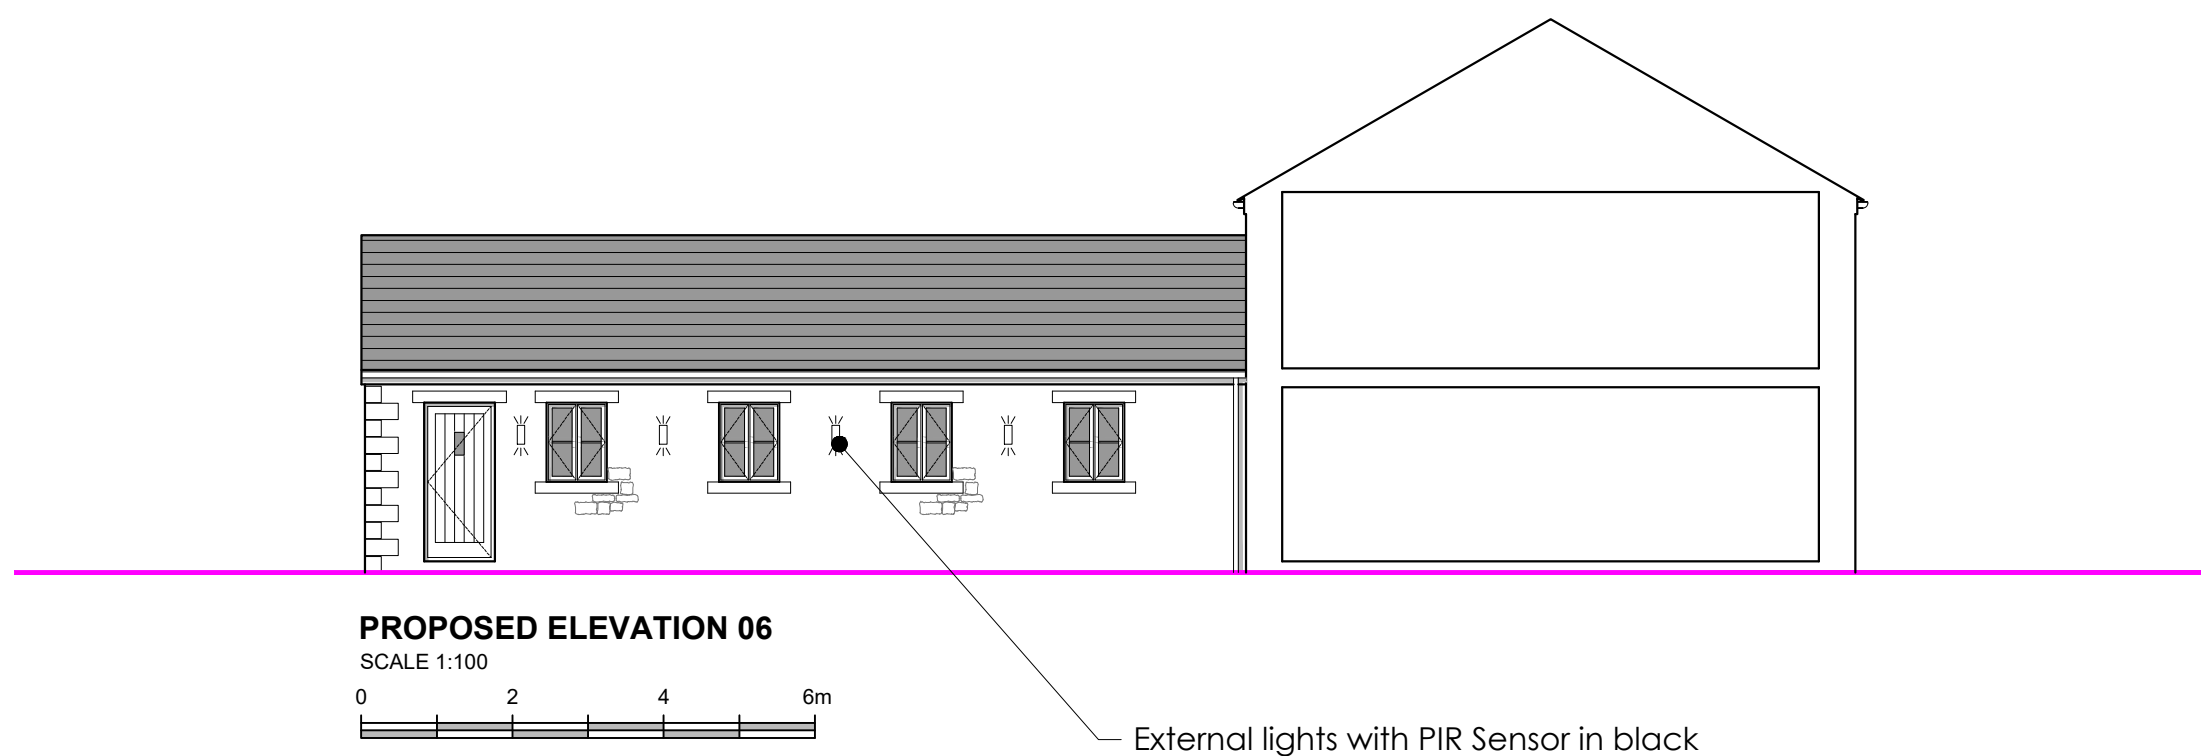 PROPOSED ELEVATION 06
SCALE 1:100
0 2 4 6m
External lights with PIR Sensor in black